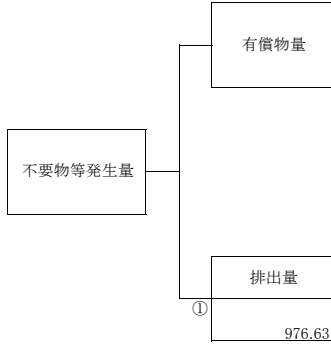 有償物量
不要物等発生量
排出量
①
976.63